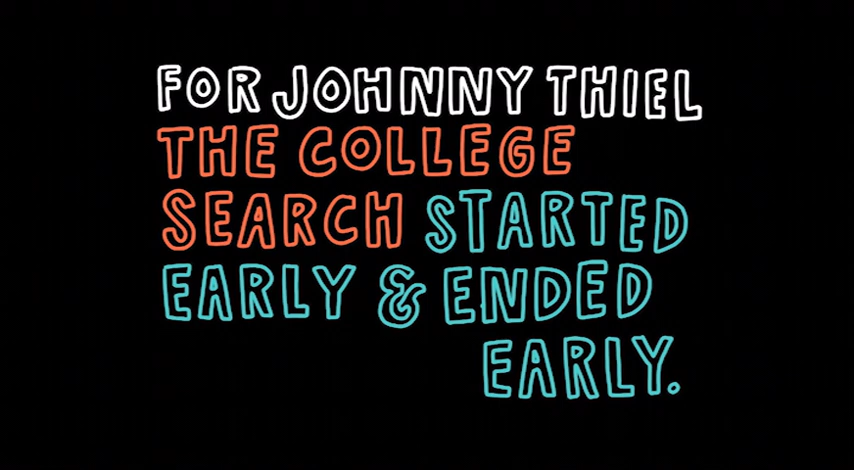 FOR JOHNNY THIEL
THE COLLEGE
SEARCH STARTED
EARLY & ENDED
EARLY.